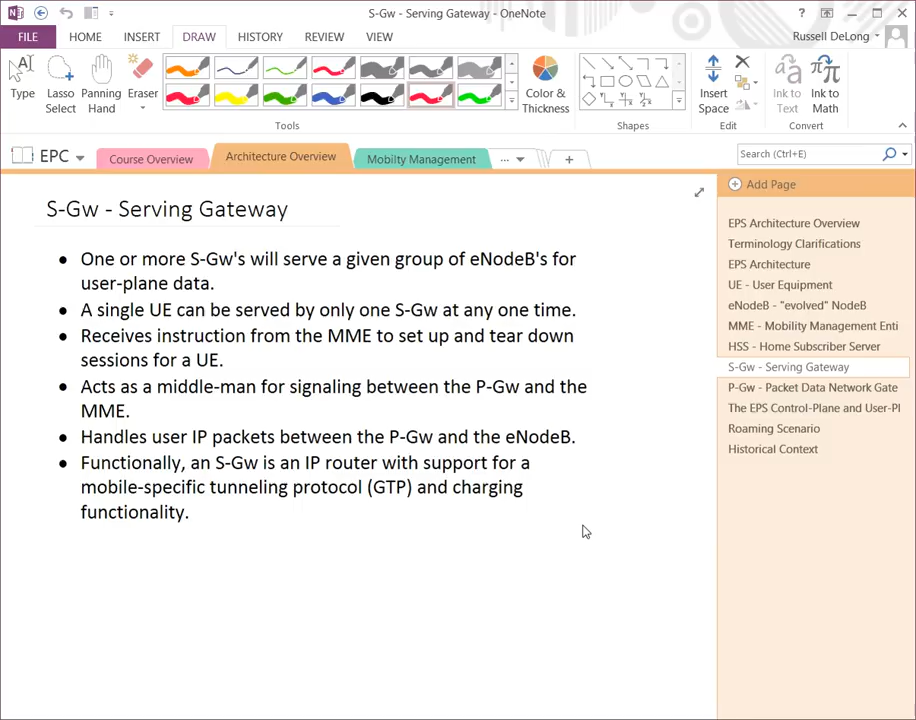 S-Gw - Serving Gateway - OneNote
?
FILE
HOME
INSERT
DRAW
HISTORY
REVIEW
VIEW
Russell DeLong
Type
Lasso
Select
Panning
Hand
Eraser
Color &
Thickness
Insert
Space
Ink to
Text
Ink to
Math
Tools
Shapes
Edit
Convert
EPC
Course Overview
Architecture Overview
Mobilty Management
...
Search (Ctrl+E)
S-Gw - Serving Gateway
• One or more S-Gw's will serve a given group of eNodeB's for
user-plane data.
• A single UE can be served by only one S-Gw at any one time.
• Receives instruction from the MME to set up and tear down
sessions for a UE.
• Acts as a middle-man for signaling between the P-Gw and the
MME.
• Handles user IP packets between the P-Gw and the eNodeB.
• Functionally, an S-Gw is an IP router with support for a
mobile-specific tunneling protocol (GTP) and charging
functionality.
Add Page
EPS Architecture Overview
Terminology Clarifications
EPS Architecture
UE - User Equipment
eNodeB - "evolved" NodeB
MME - Mobility Management Enti
HSS - Home Subscriber Server
S-Gw - Serving Gateway
P-Gw - Packet Data Network Gate
The EPS Control-Plane and User-Pl
Roaming Scenario
Historical Context